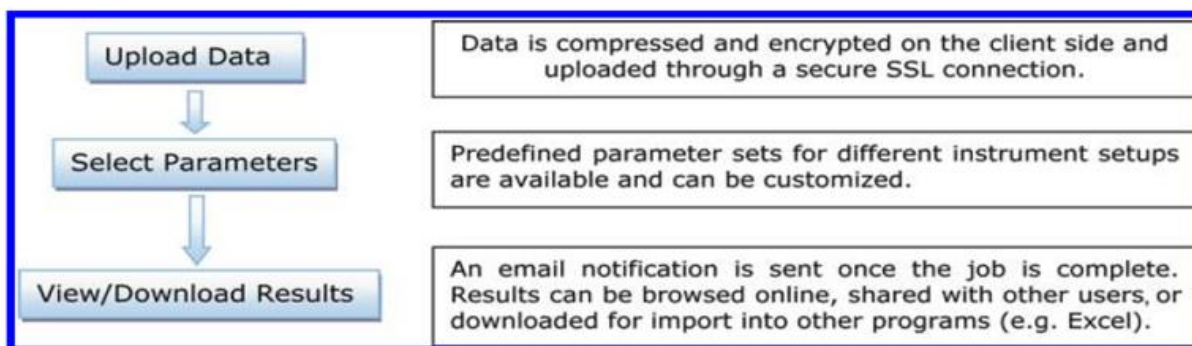 Upload Data
Data is compressed and encrypted on the client side and
uploaded through a secure SSL connection.
Select Parameters
Predefined parameter sets for different instrument setups
are available and can be customized.
View/Download Results
An email notification is sent once the job is complete.
Results can be browsed online, shared with other users, or
downloaded for import into other programs (e.g. Excel).